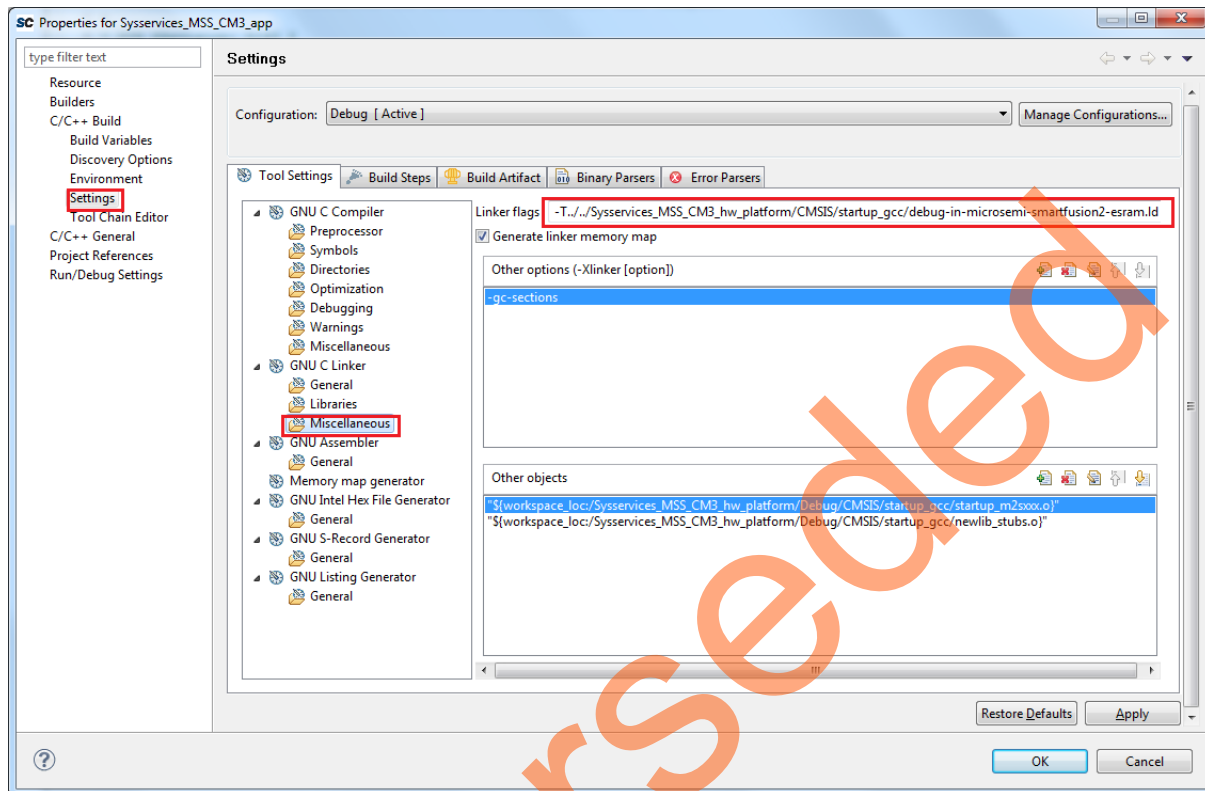 SC Properties for Sysservices_MSS_CM3_app
type filter text
Resource
Builders
C/C++ Build
Build Variables
Discovery Options
Environment
Settings
Tool Chain Editor
C/C++ General
Project References
Run/Debug Settings
Settings
Configuration: Debug [ Active ]
Manage Configurations...
Tool Settings
Build Steps
Build Artifact
Binary Parsers
Error Parsers
GNU C Compiler
Preprocessor
Symbols
Directories
Optimization
Debugging
Warnings
Miscellaneous
GNU C Linker
General
Libraries
Miscellaneous
GNU Assembler
General
Memory map generator
GNU Intel Hex File Generator
General
GNU S-Record Generator
General
GNU Listing Generator
General
Linker flags -T../../Sysservices_MSS_CM3_hw_platform/CMSIS/startup_gcc/debug-in-microsemi-smartfusion2-esram.ld
Generate linker memory map
Other options (-Xlinker [option])
-gc-sections
Other objects
"${workspace_loc:/Sysservices_MSS_CM3_hw_platform/Debug/CMSIS/startup_gcc/startup_m2sxxx.o}"
"${workspace_loc:/Sysservices_MSS_CM3_hw_platform/Debug/CMSIS/startup_gcc/newlib_stubs.o}"
Restore Defaults
Apply
?
OK
Cancel
rseded